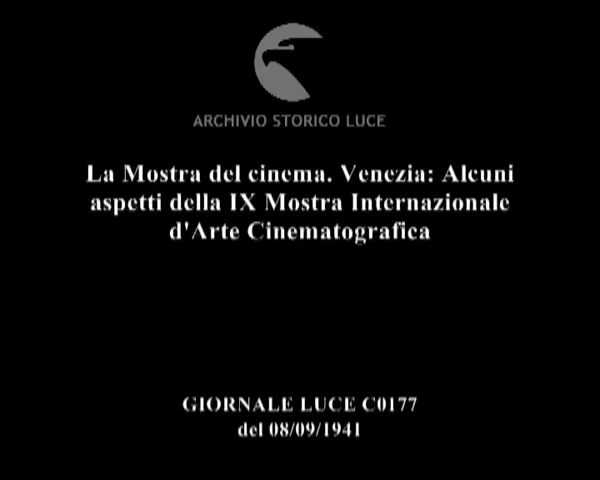 ARCHIVIO STORICO LUCE
La Mostra del cinema. Venezia: Alcuni
aspetti della IX Mostra Internazionale
d'Arte Cinematografica
GIORNALE LUCE C0177
del 08/09/1941